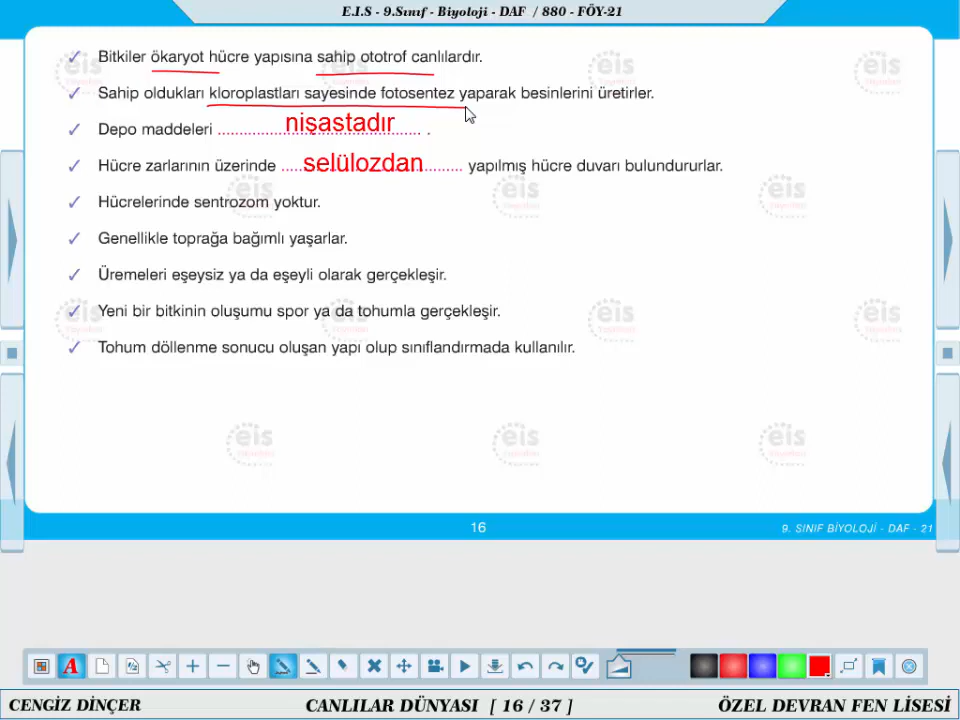 E.I.S - 9.Sınıf - Biyoloji - DAF / 880 - FÖY-21
✓ Bitkiler ökaryot hücre yapısına sahip ototrof canlılardır.
✓ Sahip oldukları kloroplastları sayesinde fotosentez yaparak besinlerini üretirler.
✓ Depo maddeleri nişastadır .
✓ Hücre zarlarının üzerinde selülozdan yapılmış hücre duvarı bulundururlar.
✓ Hücrelerinde sentrozom yoktur.
✓ Genellikle toprağa bağımlı yaşarlar.
✓ Üremeleri eşeysiz ya da eşeyli olarak gerçekleşir.
✓ Yeni bir bitkinin oluşumu spor ya da tohumla gerçekleşir.
✓ Tohum döllenme sonucu oluşan yapı olup sınıflandırmada kullanılır.
eis
16
9. SINIF BİYOLOJİ - DAF - 21
A
CENGİZ DİNÇER
CANLILAR DÜNYASI [ 16 / 37 ]
ÖZEL DEVRAN FEN LİSESİ